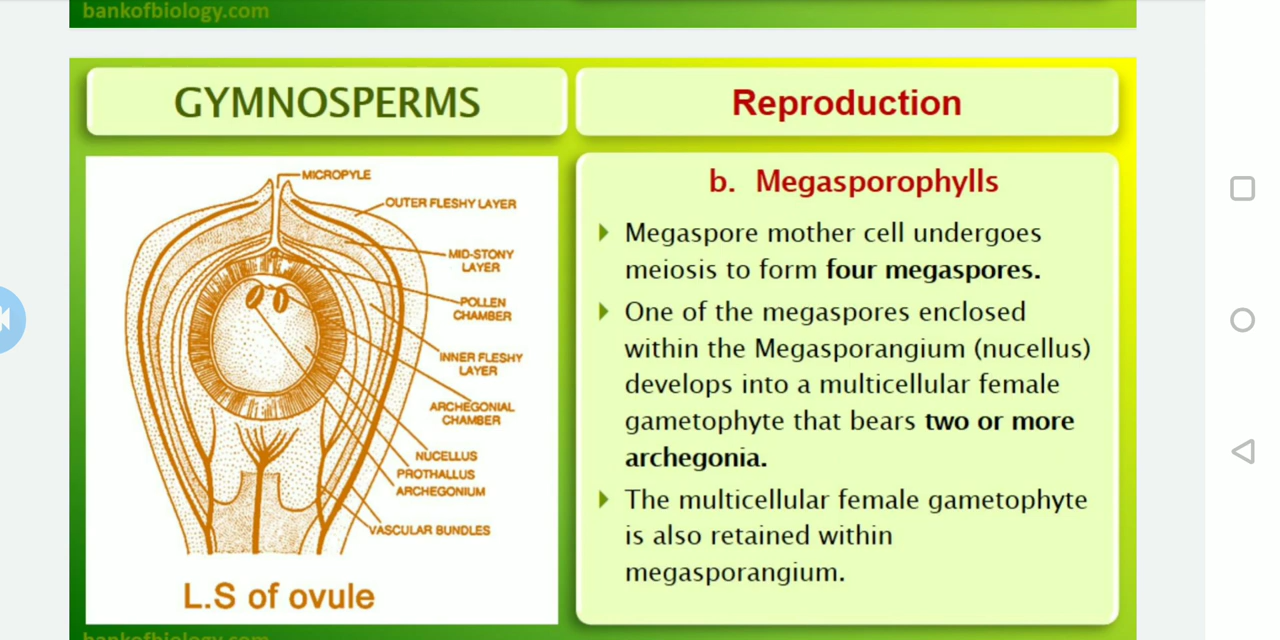 bankofbiology.com
GYMNOSPERMS
Reproduction
MICROPYLE
OUTER FLESHY LAYER
MID-STONY
LAYER
POLLEN
CHAMBER
INNER FLESHY
LAYER
ARCHEGONIAL
CHAMBER
NUCELLUS
PROTHALLUS
ARCHEGONIUM
VASCULAR BUNDLES
L.S of ovule
b. Megasporophylls
Megaspore mother cell undergoes
meiosis to form four megaspores.
One of the megaspores enclosed
within the Megasporangium (nucellus)
develops into a multicellular female
gametophyte that bears two or more
archegonia.
The multicellular female gametophyte
is also retained within
megasporangium.
bankofbiology.com